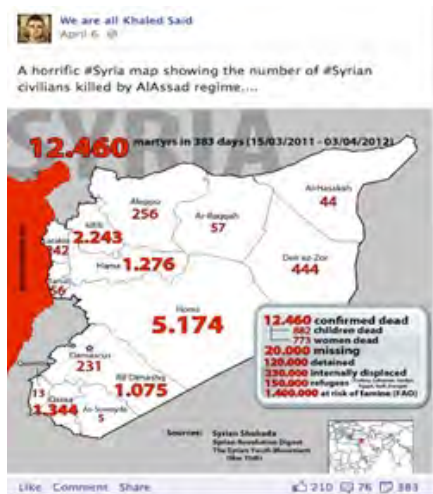 We are all Khaled Said
April 6
A horrific #Syria map showing the number of #Syrian
civilians killed by AlAssad regime....
SYRIA
12.460 martyrs in 383 days (15/03/2011 - 03/04/2012)
Al-Hasakah
44
Aleppo
256
Ar-Raqqah
57
Idlib
2.243
Latakia
242
Hama 1.276
Deir ez-Zor
444
Tartus
56
Homs
5.174
Damascus
231
Rif Dimashq
1.075
13
Daraa
1.344
As-Suwayda
5
12.460 confirmed dead
882 children dead
773 women dead
20.000 missing
120.000 detained
230.000 internally displaced
150.000 refugees
1.400.000 at risk of famine (FAO)
Sources: Syrian Shuhada
Syrian Revolution Digest
The Syrian Youth Movement
Like Comment Share
210 76 383